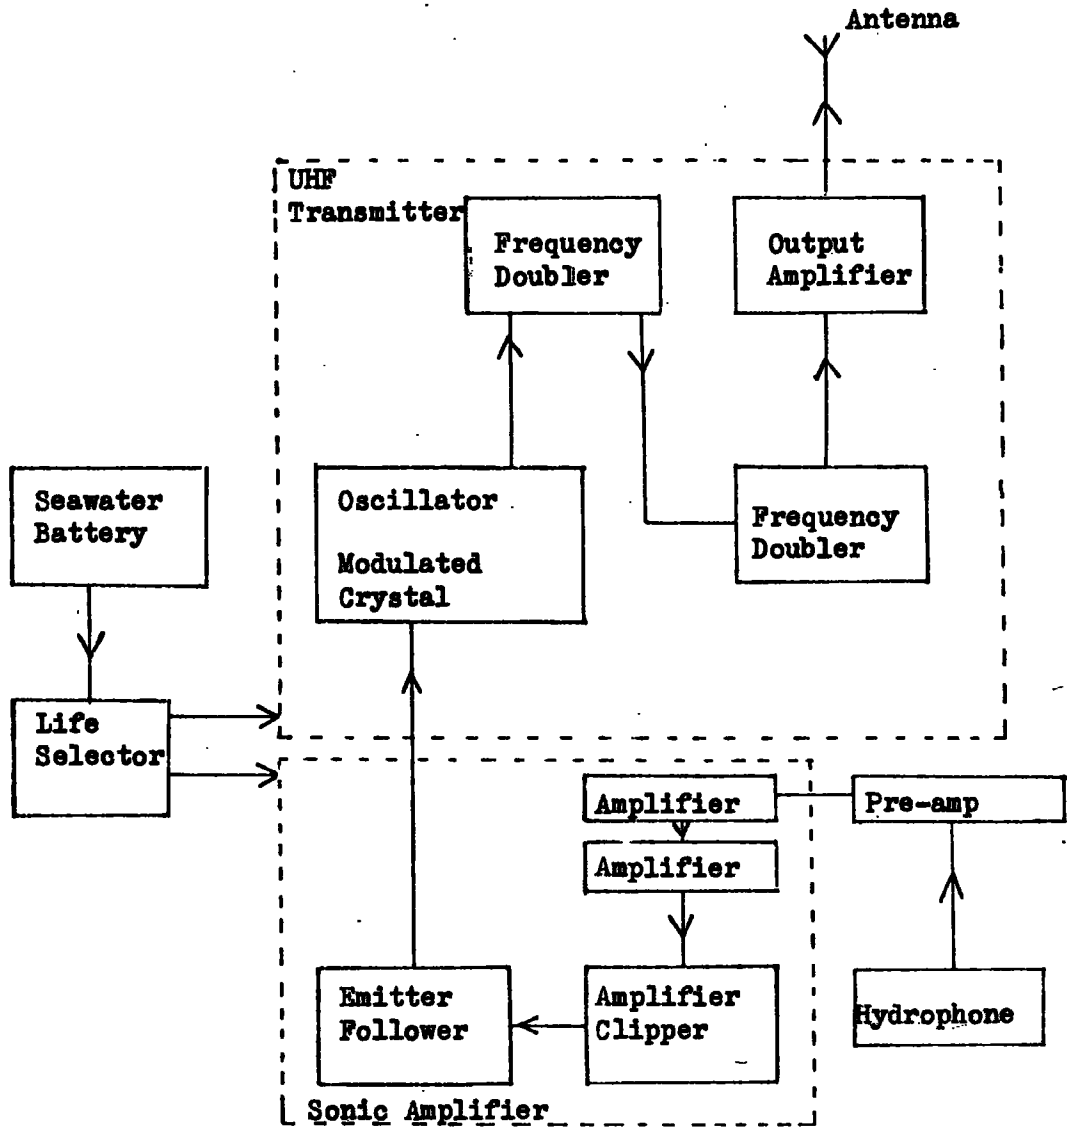 Antenna
UHF
Transmitter
Frequency
Doubler
Output
Amplifier
Seawater
Battery
Oscillator
Modulated
Crystal
Frequency
Doubler
Life
Selector
Amplifier
Pre-amp
Amplifier
Emitter
Follower
Amplifier
Clipper
Hydrophone
Sonic Amplifier